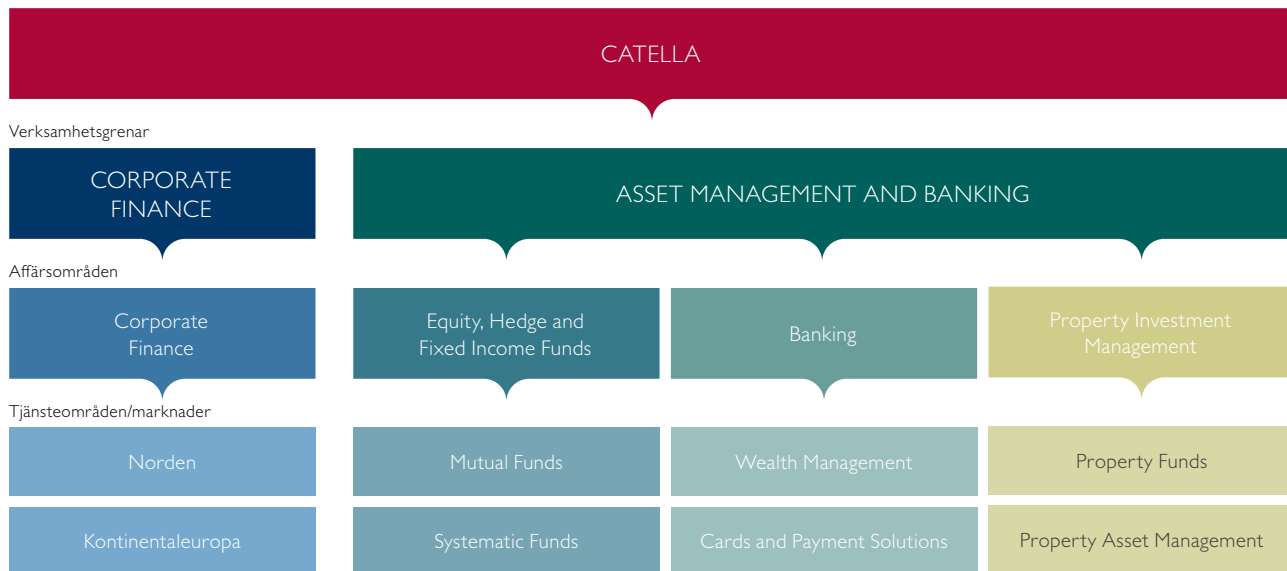 CATELLA
Verksamhetsgrenar
CORPORATE
FINANCE
ASSET MANAGEMENT AND BANKING
Affärsområden
Corporate
Finance
Equity, Hedge and
Fixed Income Funds
Banking
Property Investment
Management
Tjänsteområden/marknader
Norden
Mutual Funds
Wealth Management
Property Funds
Kontinentaleuropa
Systematic Funds
Cards and Payment Solutions
Property Asset Management